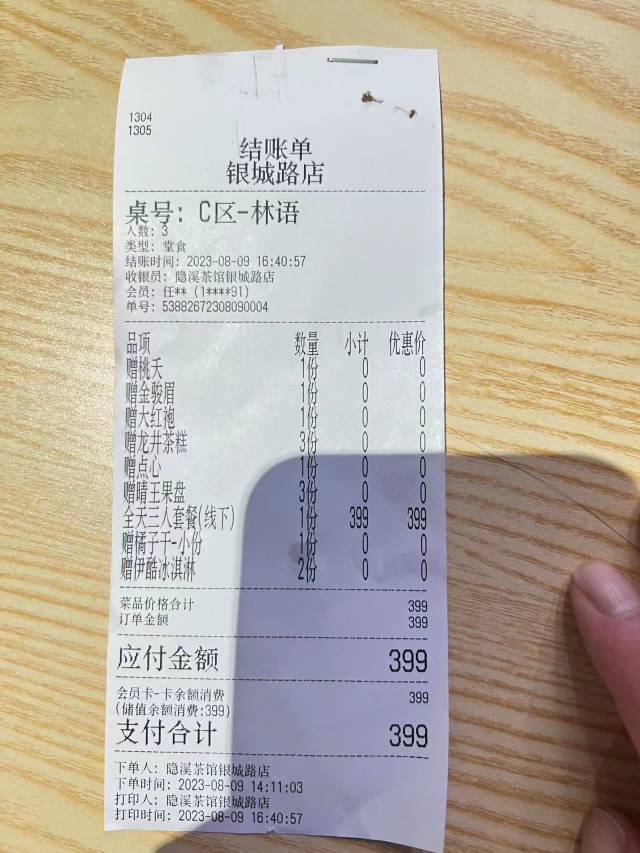 1304
1305
结账单
银城路店
桌号: C区-林语
人数: 3
类型: 堂食
结账时间: 2023-08-09 16:40:57
收银员: 隐溪茶馆银城路店
会员: 任** (1****91)
单号: 53882672308090004
品项 数量 小计 优惠价
赠桃夭 1份 0 0
赠金骏眉 1份 0 0
赠大红袍 1份 0 0
赠龙井茶糕 3份 0 0
赠点心 1份 0 0
赠晴王果盘 3份 0 0
全天三人套餐(线下) 1份 399 399
赠橘子干-小份 1份 0 0
赠伊酷冰淇淋 2份 0 0
菜品价格合计 399
订单金额 399
应付金额 399
会员卡-卡余额消费 399
(储值余额消费:399)
支付合计 399
下单人: 隐溪茶馆银城路店
下单时间: 2023-08-09 14:11:03
打印人: 隐溪茶馆银城路店
打印时间: 2023-08-09 16:40:57